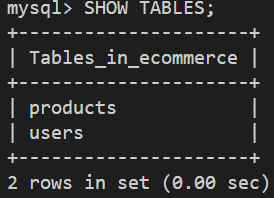 mysql> SHOW TABLES;
+---------------------+
| Tables_in_ecommerce |
+---------------------+
| products            |
| users               |
+---------------------+
2 rows in set (0.00 sec)